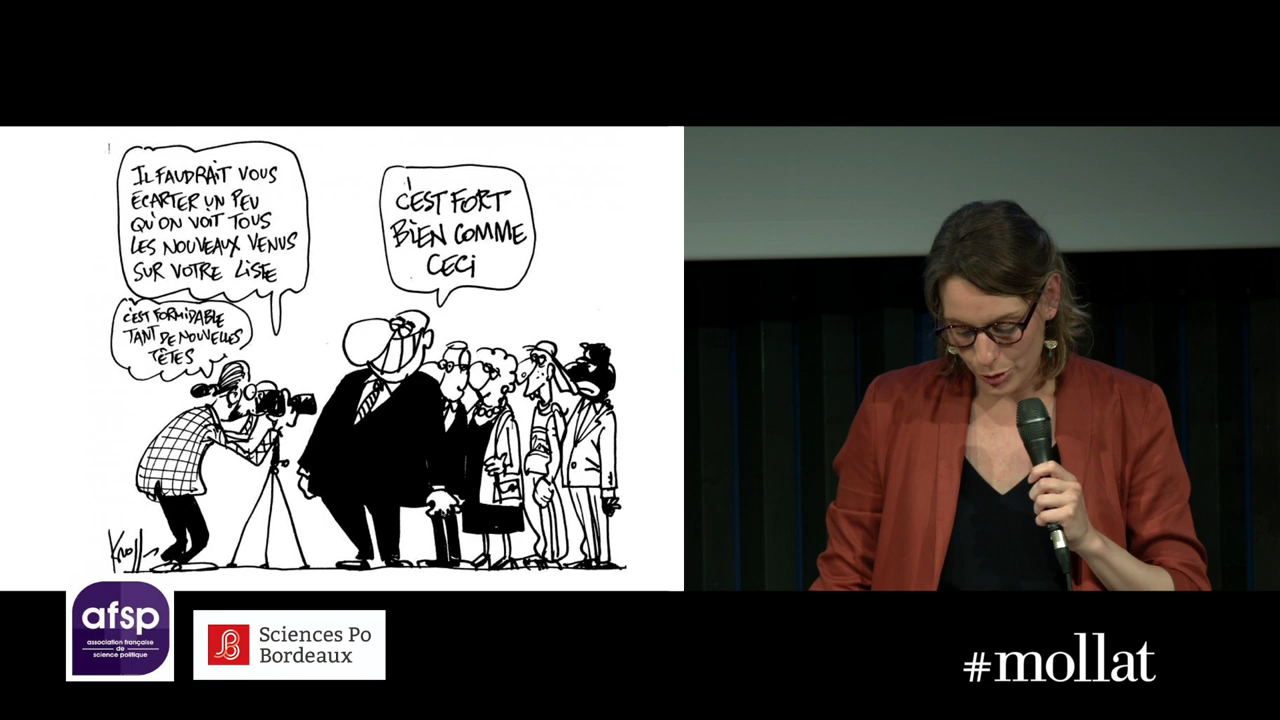 IL FAUDRAIT VOUS
ÉCARTER UN PEU
QU'ON VOIT TOUS
LES NOUVEAUX VENUS
SUR VOTRE LISTE
C'EST FORT
BIEN COMME
CECI
C'EST FORMIDABLE
TANT DE NOUVELLES
TÊTES
Kroll
afsp
association française
de
science politique
Sciences Po
Bordeaux
#mollat